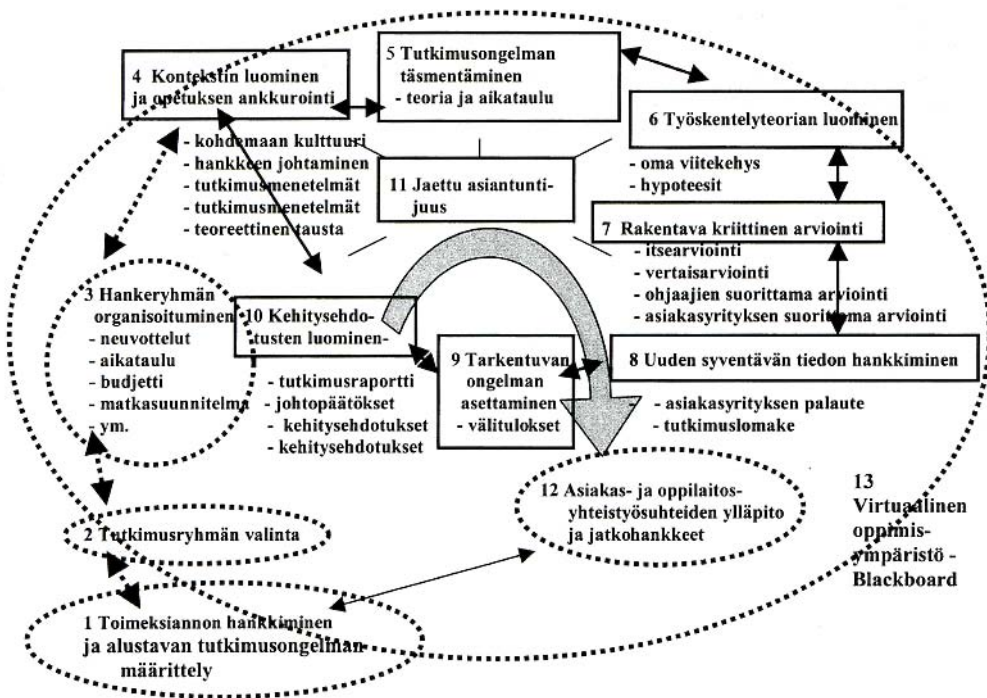 4 Kontekstin luominen
ja opetuksen ankkurointi
- kohdemaan kulttuuri
- hankkeen johtaminen
- tutkimusmenetelmät
- tutkimusmenetelmät
- teoreettinen tausta
5 Tutkimusongelman
täsmentäminen
- teoria ja aikataulu
6 Työskentelyteorian luominen
- oma viitekehys
- hypoteesit
11 Jaettu asiantunti-
juus
7 Rakentava kriittinen arviointi
- itsearviointi
- vertaisarviointi
- ohjaajien suorittama arviointi
- asiakasyrityksen suorittama arviointi
3 Hankeryhmän
organisoituminen
- neuvottelut
- aikataulu
- budjetti
- matkasuunnitelma
- ym.
10 Kehitysehdo-
tusten luominen-
- tutkimusraportti
- johtopäätökset
- kehitysehdotukset
- kehitysehdotukset
9 Tarkentuvan
ongelman
asettaminen
- välitulokset
8 Uuden syventävän tiedon hankkiminen
- asiakasyrityksen palaute
- tutkimuslomake
12 Asiakas- ja oppilaitos-
yhteistyösuhteiden ylläpito
ja jatkohankkeet
13
Virtuaalinen
oppimis-
ympäristö -
Blackboard
2 Tutkimusryhmän valinta
1 Toimeksiannon hankkiminen
ja alustavan tutkimusongelman
määrittely